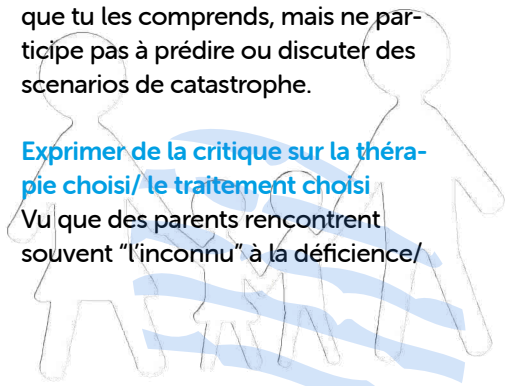 que tu les comprends, mais ne par-
ticipe pas à prédire ou discuter des
scenarios de catastrophe.
Exprimer de la critique sur la théra-
pie choisi/ le traitement choisi
Vu que des parents rencontrent
souvent “l’inconnu” à la déficience/